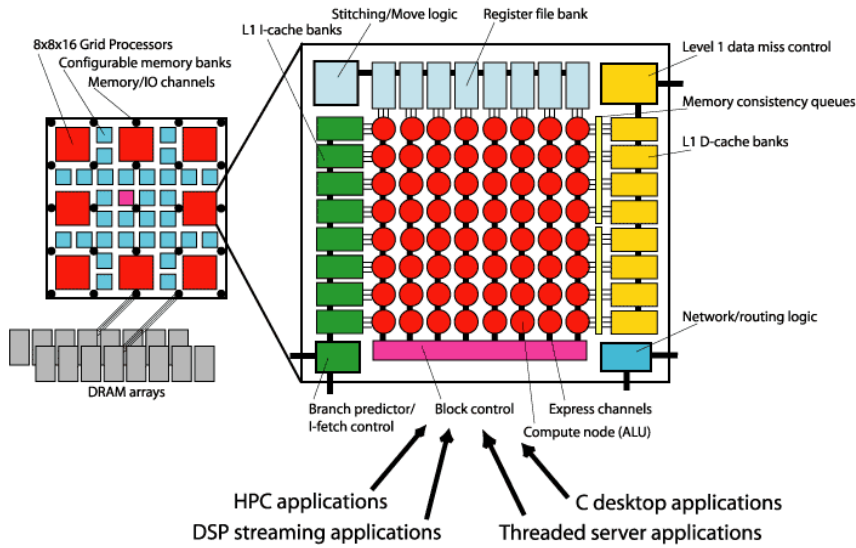 Stitching/Move logic
Register file bank
L1 I-cache banks
8x8x16 Grid Processors
Configurable memory banks
Memory/IO channels
Level 1 data miss control
Memory consistency queues
L1 D-cache banks
Network/routing logic
DRAM arrays
Branch predictor/
I-fetch control
Block control
Express channels
Compute node (ALU)
HPC applications
C desktop applications
DSP streaming applications
Threaded server applications